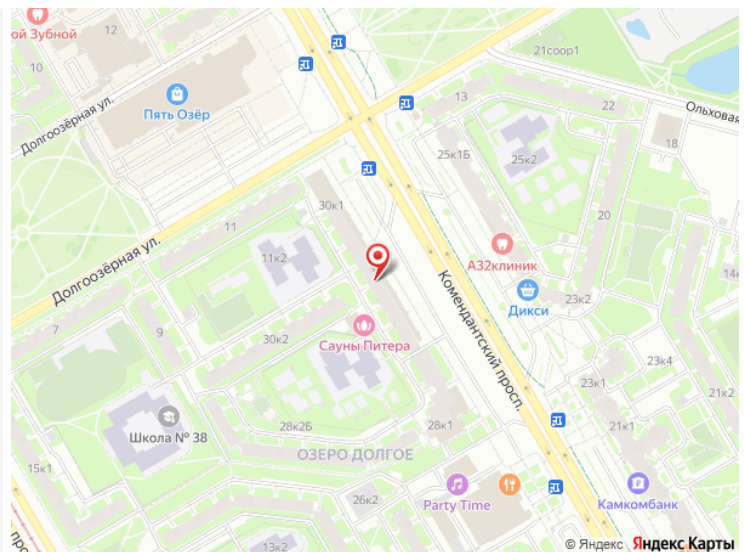 ой Зубной
12
10
21соор1
Пять Озёр
13
22
Ольховая
Долгоозёрная ул.
18
25к1Б
25к2
30к1
11
20
Долгоозёрная ул.
11к2
А32клиник
14к
Комендантский просп.
Дикси
23к2
7
9
30к2
Сауны Питера
23к4
23к1
21к2
Школа № 38
28к2Б
28к1
21к1
ОЗЕРО ДОЛГОЕ
15к1
26к2
Party Time
Камкомбанк
про
13к2
© Яндекс Яндекс Карты